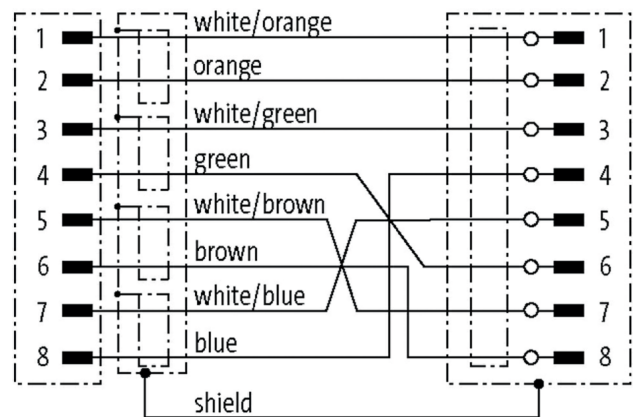 1 white/orange 1
2 orange 2
3 white/green 3
4 green 4
5 white/brown 5
6 brown 6
7 white/blue 7
8 blue 8
shield